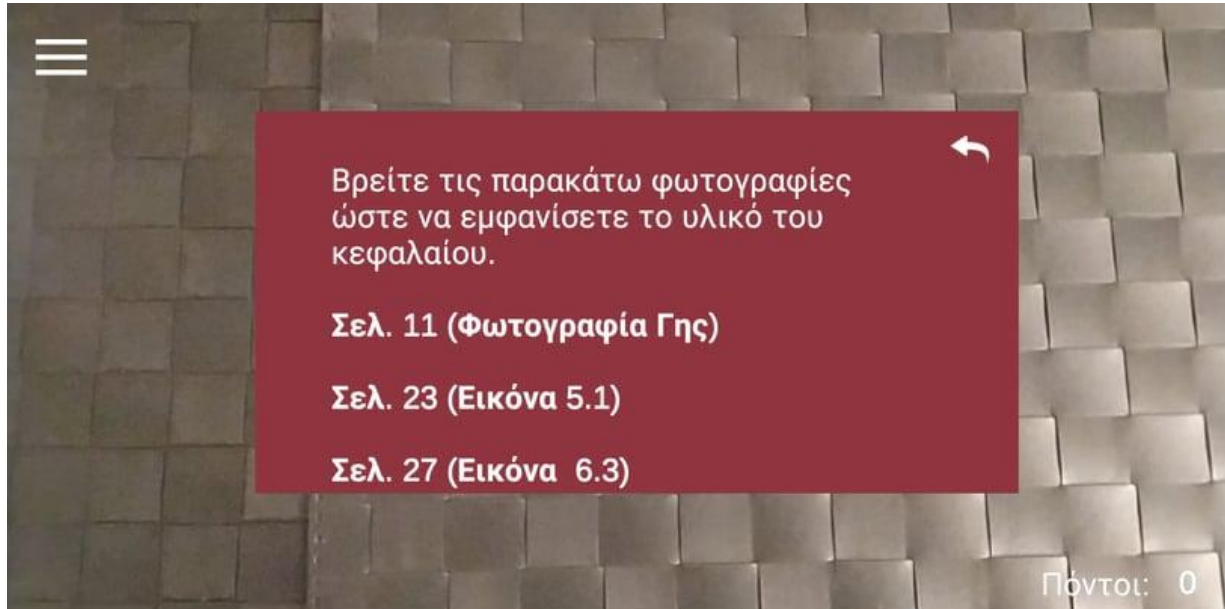 Βρείτε τις παρακάτω φωτογραφίες
ώστε να εμφανίσετε το υλικό του
κεφαλαίου.
Σελ. 11 (Φωτογραφία Γης)
Σελ. 23 (Εικόνα 5.1)
Σελ. 27 (Εικόνα 6.3)
Πόντοι: 0